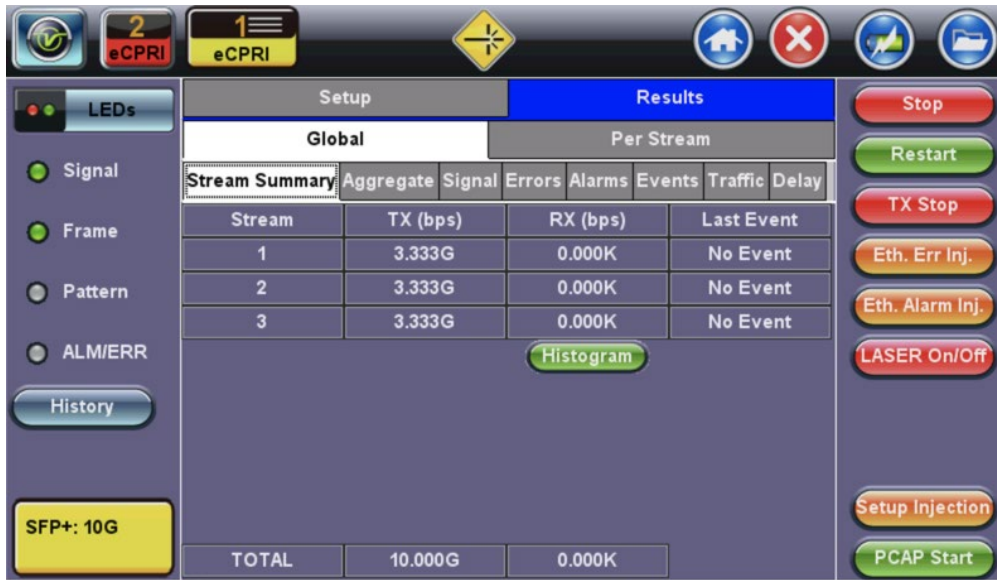 2 eCPRI
1 eCPRI
LEDs
Setup Results
Stop
Global Per Stream
Restart
Signal
Stream Summary Aggregate Signal Errors Alarms Events Traffic Delay
TX Stop
Stream TX (bps) RX (bps) Last Event
Frame
1 3.333G 0.000K No Event
Eth. Err Inj.
2 3.333G 0.000K No Event
Pattern
Eth. Alarm Inj.
3 3.333G 0.000K No Event
ALM/ERR
Histogram
LASER On/Off
History
Setup Injection
SFP+: 10G
TOTAL 10.000G 0.000K
PCAP Start